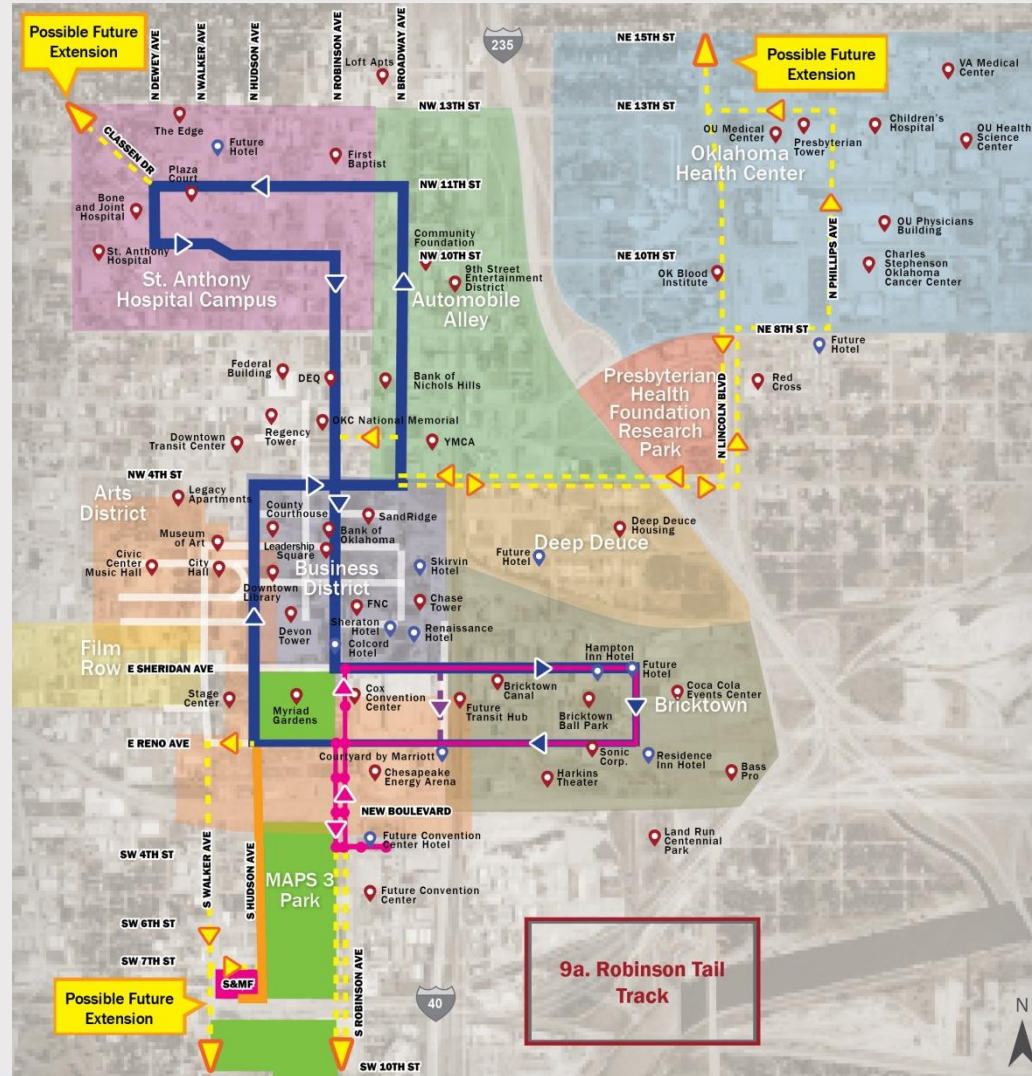 Possible Future
Extension
N DEWEY AVE
N WALKER AVE
N HUDSON AVE
N ROBINSON AVE
N BROADWAY AVE
Loft Apts
235
NE 15TH ST
Possible Future
Extension
VA Medical
Center
NW 13TH ST
NE 13TH ST
The Edge
Future
Hotel
First
Baptist
OU Medical
Center
Presbyterian
Tower
Children's
Hospital
OU Health
Science
Center
Oklahoma
Health Center
CLASSEN DR
Plaza
Court
NW 11TH ST
Bone
and Joint
Hospital
N PHILLIPS AVE
OU Physicians
Building
St. Anthony
Hospital
St. Anthony
Hospital Campus
Community
Foundation
NW 10TH ST
9th Street
Entertainment
District
Automobile
Alley
NE 10TH ST
OK Blood
Institute
Charles
Stephenson
Oklahoma
Cancer Center
NE 8TH ST
Future
Hotel
Federal
Building
DEQ
Bank of
Nichols Hills
Presbyterian
Health
Foundation
Research
Park
N LINCOLN BLVD
Red
Cross
OKC National Memorial
Regency
Tower
Downtown
Transit Center
YMCA
NW 4TH ST
Arts
District
Legacy
Apartments
County
Courthouse
SandRidge
Bank of
Oklahoma
Deep Deuce
Housing
Deep Deuce
Museum
of Art
Leadership
Square
Civic
Center
Music Hall
City
Hall
Business
District
Skirvin
Hotel
Future
Hotel
Downtown
Library
FNC
Chase
Tower
Devon
Tower
Sheraton
Hotel
Renaissance
Hotel
Colcord
Hotel
Film
Row
E SHERIDAN AVE
Hampton
Inn Hotel
Future
Hotel
Stage
Center
Myriad
Gardens
Cox
Convention
Center
Future
Transit Hub
Bricktown
Canal
Bricktown
Ball Park
Coca Cola
Events Center
Bricktown
E RENO AVE
Courtyard by Marriott
Sonic
Corp.
Residence
Inn Hotel
Bass
Pro
Chesapeake
Energy Arena
Harkins
Theater
NEW BOULEVARD
Future Convention
Center Hotel
Land Run
Centennial
Park
SW 4TH ST
S WALKER AVE
S HUDSON AVE
MAPS 3
Park
Future Convention
Center
SW 6TH ST
SW 7TH ST
S&MF
S ROBINSON AVE
Possible Future
Extension
40
9a. Robinson Tail
Track
N
SW 10TH ST